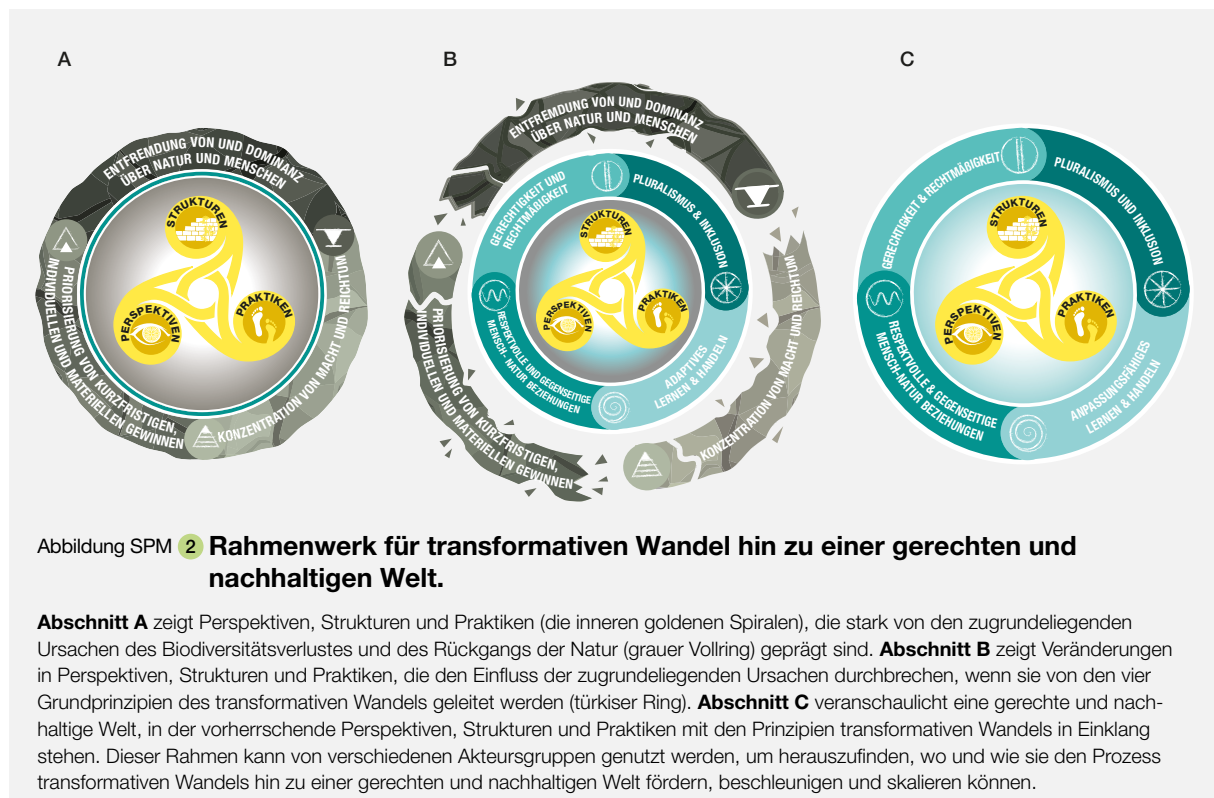 A
ENTFREMDUNG VON UND DOMINANZ
ÜBER NATUR UND MENSCHEN
STRUKTUREN
PERSPEKTIVEN
PRAKTIKEN
PRIORISIERUNG VON KURZFRISTIGEN,
INDIVIDUELLEN UND MATERIELLEN GEWINNEN
KONZENTRATION VON MACHT UND REICHTUM
B
ENTFREMDUNG VON UND DOMINANZ
ÜBER NATUR UND MENSCHEN
GERECHTIGKEIT UND
RECHTMÄßIGKEIT
PLURALISMUS & INKLUSION
STRUKTUREN
PERSPEKTIVEN
PRAKTIKEN
RESPEKTVOLLE UND GEGENSEITIGE
MENSCH- NATUR BEZIEHUNGEN
ADAPTIVES
LERNEN & HANDELN
PRIORISIERUNG VON KURZFRISTIGEN,
INDIVIDUELLEN UND MATERIELLEN GEWINNEN
KONZENTRATION VON MACHT UND REICHTUM
C
GERECHTIGKEIT & RECHTMÄßIGKEIT
PLURALISMUS UND INKLUSION
STRUKTUREN
PERSPEKTIVEN
PRAKTIKEN
RESPEKTVOLLE & GEGENSEITIGE
MENSCH-NATUR BEZIEHUNGEN
ANPASSUNGSFÄHIGES
LERNEN & HANDELN
Abbildung SPM 2 Rahmenwerk für transformativen Wandel hin zu einer gerechten und
nachhaltigen Welt.
Abschnitt A zeigt Perspektiven, Strukturen und Praktiken (die inneren goldenen Spiralen), die stark von den zugrundeliegenden
Ursachen des Biodiversitätsverlustes und des Rückgangs der Natur (grauer Vollring) geprägt sind. Abschnitt B zeigt Veränderungen
in Perspektiven, Strukturen und Praktiken, die den Einfluss der zugrundeliegenden Ursachen durchbrechen, wenn sie von den vier
Grundprinzipien des transformativen Wandels geleitet werden (türkiser Ring). Abschnitt C veranschaulicht eine gerechte und nach-
haltige Welt, in der vorherrschende Perspektiven, Strukturen und Praktiken mit den Prinzipien transformativen Wandels in Einklang
stehen. Dieser Rahmen kann von verschiedenen Akteursgruppen genutzt werden, um herauszufinden, wo und wie sie den Prozess
transformativen Wandels hin zu einer gerechten und nachhaltigen Welt fördern, beschleunigen und skalieren können.